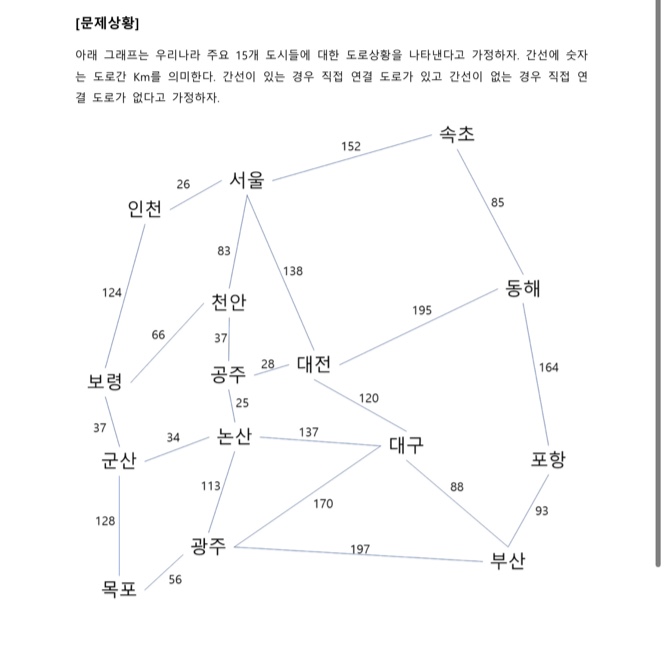 [문제상황]
아래 그래프는 우리나라 주요 15개 도시들에 대한 도로상황을 나타낸다고 가정하자. 간선에 숫자
는 도로간 Km를 의미한다. 간선이 있는 경우 직접 연결 도로가 있고 간선이 없는 경우 직접 연
결 도로가 없다고 가정하자.
속초
152
서울
26
인천
85
83
138
동해
124
천안
195
66
37
대전
28
164
공주
보령
120
25
37
논산
137
34
대구
군산
포항
113
88
170
93
128
광주
197
부산
56
목포